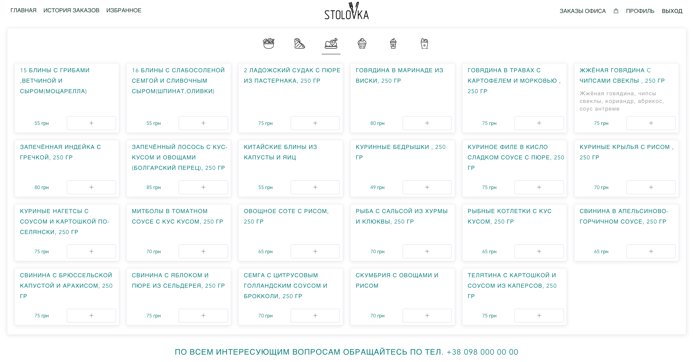 ГЛАВНАЯ ИСТОРИЯ ЗАКАЗОВ ИЗБРАННОЕ
STOLOVKA
ЗАКАЗЫ ОФИСА ПРОФИЛЬ ВЫХОД
15 БЛИНЫ С ГРИБАМИ
,ВЕТЧИНОЙ И
СЫРОМ(МОЦАРЕЛЛА)
55 грн +
16 БЛИНЫ С СЛАБОСОЛЕНОЙ
СЕМГОЙ И СЛИВОЧНЫМ
СЫРОМ(ШПИНАТ,ОЛИВКИ)
55 грн +
2 ЛАДОЖСКИЙ СУДАК С ПЮРЕ
ИЗ ПАСТЕРНАКА, 250 ГР
75 грн +
ГОВЯДИНА В МАРИНАДЕ ИЗ
ВИСКИ, 250 ГР
80 грн +
ГОВЯДИНА В ТРАВАХ С
КАРТОФЕЛЕМ И МОРКОВЬЮ ,
250 ГР
75 грн +
ЖЖЁНАЯ ГОВЯДИНА С
ЧИПСАМИ СВЕКЛЫ , 250 ГР
Жжёная говядина, чипсы
свеклы, кориандр, абрикос,
соус якитряма
75 грн +
ЗАПЕЧЁННАЯ ИНДЕЙКА С
ГРЕЧКОЙ, 250 ГР
80 грн +
ЗАПЕЧЁННЫЙ ЛОСОСЬ С КУС-
КУСОМ И ОВОЩАМИ
(БОЛГАРСКИЙ ПЕРЕЦ), 250 ГР
85 грн +
КИТАЙСКИЕ БЛИНЫ ИЗ
КАПУСТЫ И ЯИЦ
55 грн +
КУРИННЫЕ БЕДРЫШКИ , 250
ГР
49 грн +
КУРИНОЕ ФИЛЕ В КИСЛО
СЛАДКОМ СОУСЕ С ПЮРЕ, 250
ГР
75 грн +
КУРИНЫЕ КРЫЛЬЯ С РИСОМ ,
250 ГР
70 грн +
КУРИНЫЕ НАГЕТСЫ С
СОУСОМ И КАРТОШКОЙ ПО-
СЕЛЯНСКИ, 250 ГР
75 грн +
МИТБОЛЫ В ТОМАТНОМ
СОУСЕ С КУС КУСОМ, 250 ГР
70 грн +
ОВОЩНОЕ СОТЕ С РИСОМ,
250 ГР
65 грн +
РЫБА С САЛЬСОЙ ИЗ ХУРМЫ
И КЛЮКВЫ, 250 ГР
70 грн +
РЫБНЫЕ КОТЛЕТКИ С КУС
КУСОМ, 250 ГР
65 грн +
СВИНИНА В АПЕЛЬСИНОВО-
ГОРЧИЧНОМ СОУСЕ, 250 ГР
65 грн +
СВИНИНА С БРЮССЕЛЬСКОЙ
КАПУСТОЙ И АРАХИСОМ, 250
ГР
75 грн +
СВИНИНА С ЯБЛОКОМ И
ПЮРЕ ИЗ СЕЛЬДЕРЕЯ, 250 ГР
75 грн +
СЕМГА С ЦИТРУСОВЫМ
ГОЛЛАНДСКИМ СОУСОМ И
БРОККОЛИ, 250 ГР
70 грн +
СКУМБРИЯ С ОВОЩАМИ И
РИСОМ
70 грн +
ТЕЛЯТИНА С КАРТОШКОЙ И
СОУСОМ ИЗ КАПЕРСОВ, 250
ГР
75 грн +
ПО ВСЕМ ИНТЕРЕСУЮЩИМ ВОПРОСАМ ОБРАЩАЙТЕСЬ ПО ТЕЛ. +38 098 000 00 00